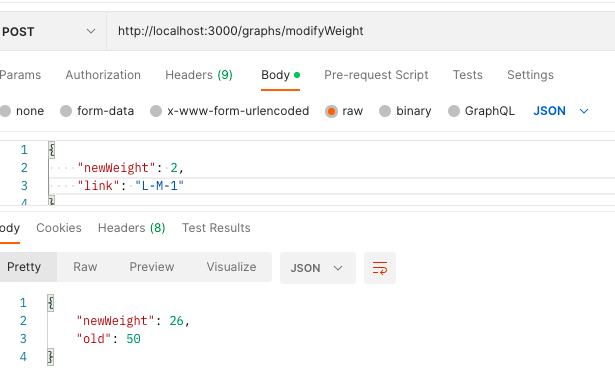 POST http://localhost:3000/graphs/modifyWeight
Params Authorization Headers (9) Body Pre-request Script Tests Settings
none form-data x-www-form-urlencoded raw binary GraphQL JSON
1 {
2 "newWeight": 2,
3 "link": "L-M-1"
4 }
ody Cookies Headers (8) Test Results
Pretty Raw Preview Visualize JSON
1 {
2 "newWeight": 26,
3 "old": 50
4 }